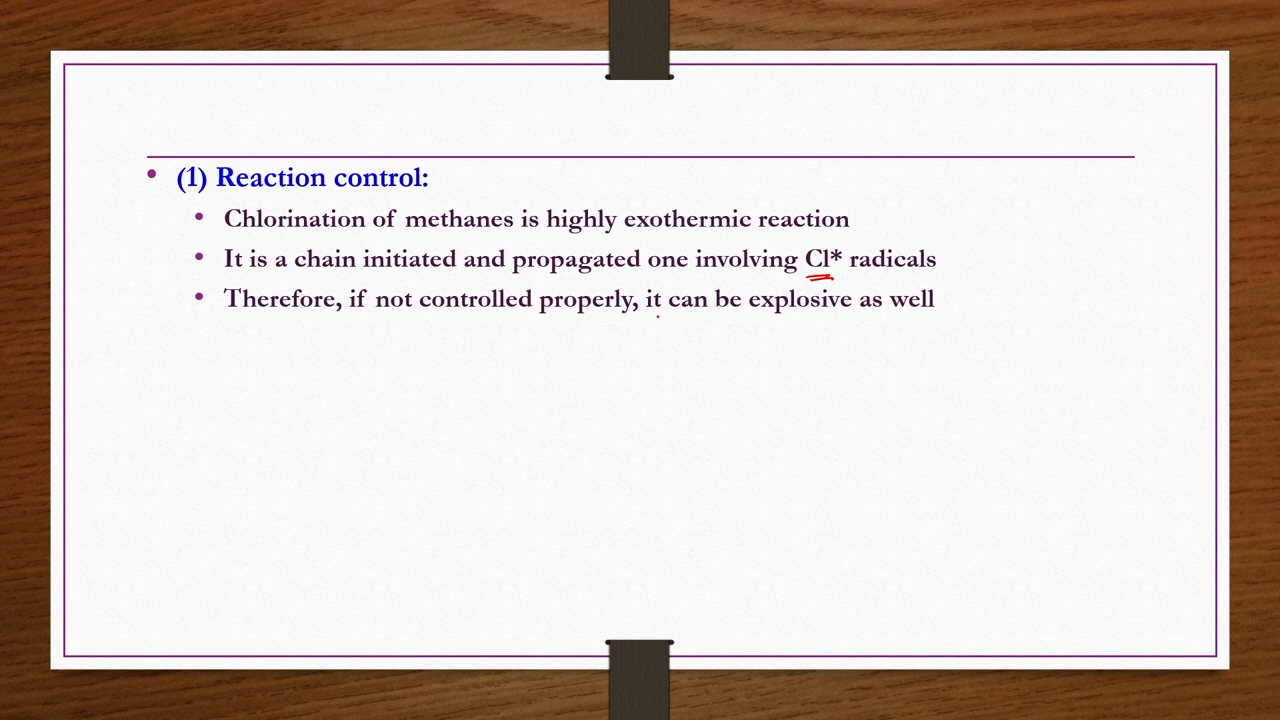 • (1) Reaction control:
• Chlorination of methanes is highly exothermic reaction
• It is a chain initiated and propagated one involving Cl* radicals
• Therefore, if not controlled properly, it can be explosive as well